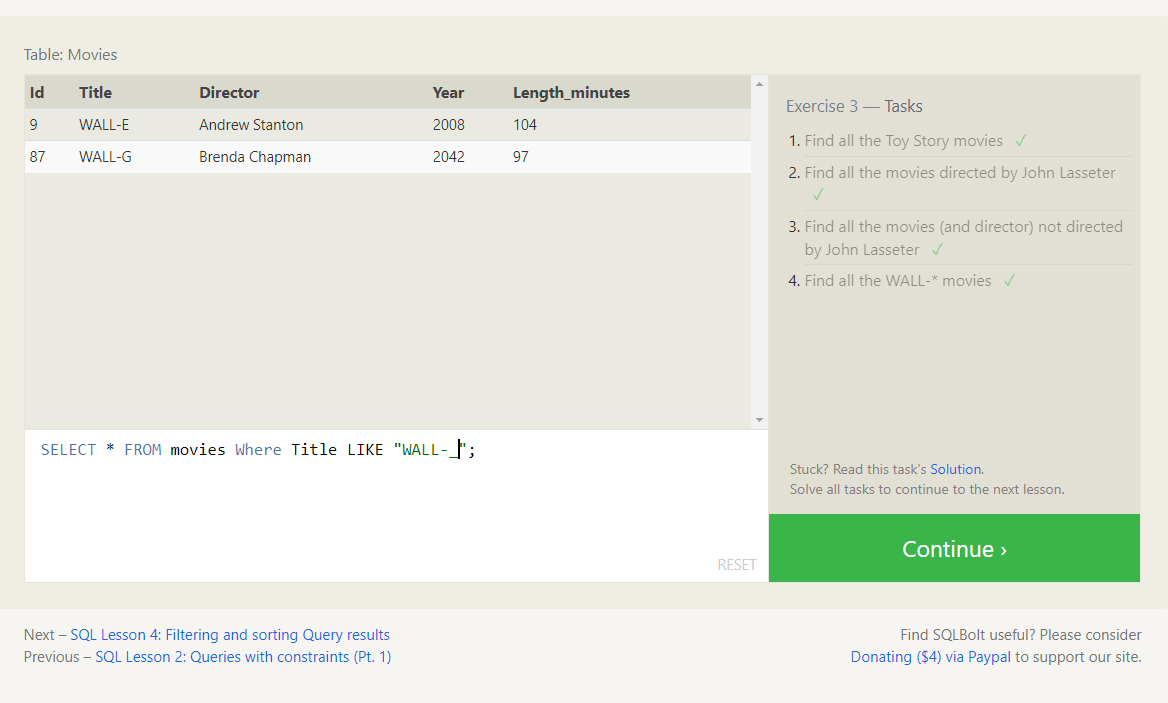 Table: Movies
Id Title Director Year Length_minutes
9 WALL-E Andrew Stanton 2008 104
87 WALL-G Brenda Chapman 2042 97
SELECT * FROM movies Where Title LIKE "WALL-_";
RESET
Exercise 3 — Tasks
1. Find all the Toy Story movies ✓
2. Find all the movies directed by John Lasseter
✓
3. Find all the movies (and director) not directed
by John Lasseter ✓
4. Find all the WALL-* movies ✓
Stuck? Read this task's Solution.
Solve all tasks to continue to the next lesson.
Continue ›
Next – SQL Lesson 4: Filtering and sorting Query results
Previous – SQL Lesson 2: Queries with constraints (Pt. 1)
Find SQLBolt useful? Please consider
Donating ($4) via Paypal to support our site.